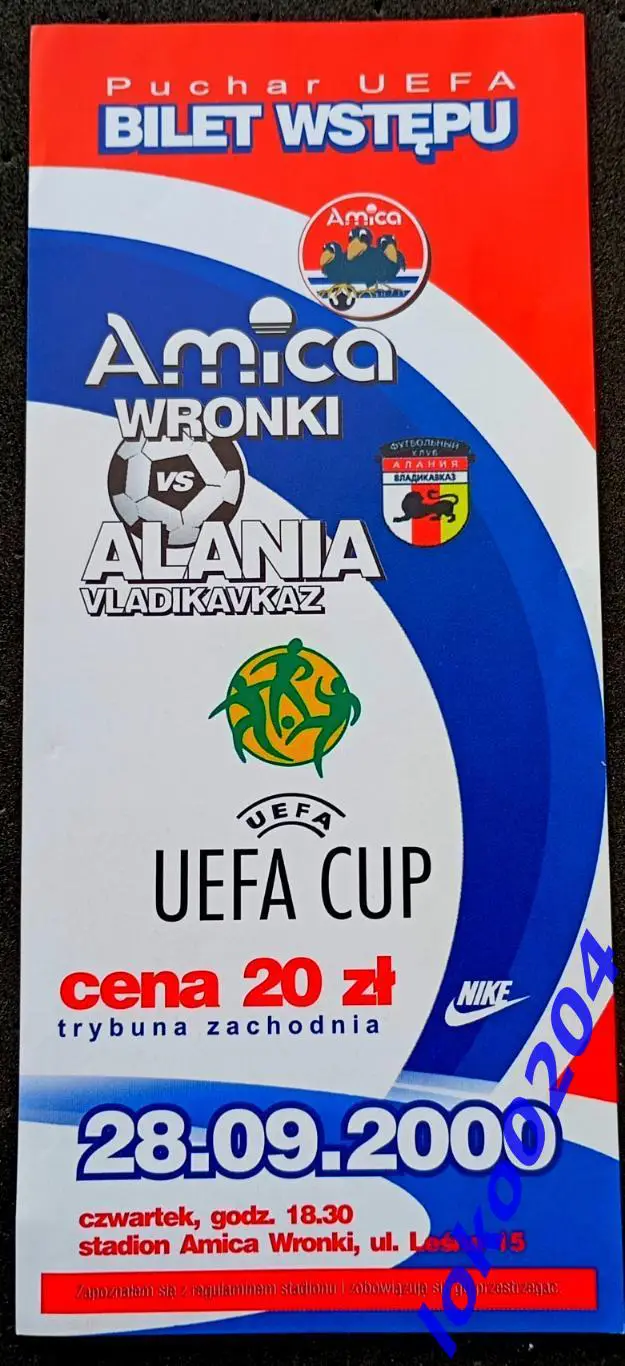 Puchar UEFA
BILET WSTĘPU
Amica
Amica
WRONKI
vs
ФУТБОЛЬНЫЙ
КЛУБ
АЛАНИЯ
ВЛАДИКАВКАЗ
ALANIA
VLADIKAVKAZ
UEFA
UEFA CUP
cena 20 zł
trybuna zachodnia
NIKE
28.09.2000
czwartek, godz. 18.30
stadion Amica Wronki, ul. 15
Zapoznałem się z regulaminem stadionu i zobowiązuję się go przestrzegać.
loko00204